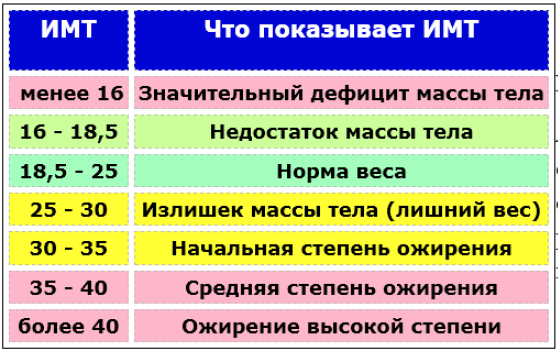 ИМТ Что показывает ИМТ
менее 16 Значительный дефицит массы тела
16 - 18,5 Недостаток массы тела
18,5 - 25 Норма веса
25 - 30 Излишек массы тела (лишний вес)
30 - 35 Начальная степень ожирения
35 - 40 Средняя степень ожирения
более 40 Ожирение высокой степени